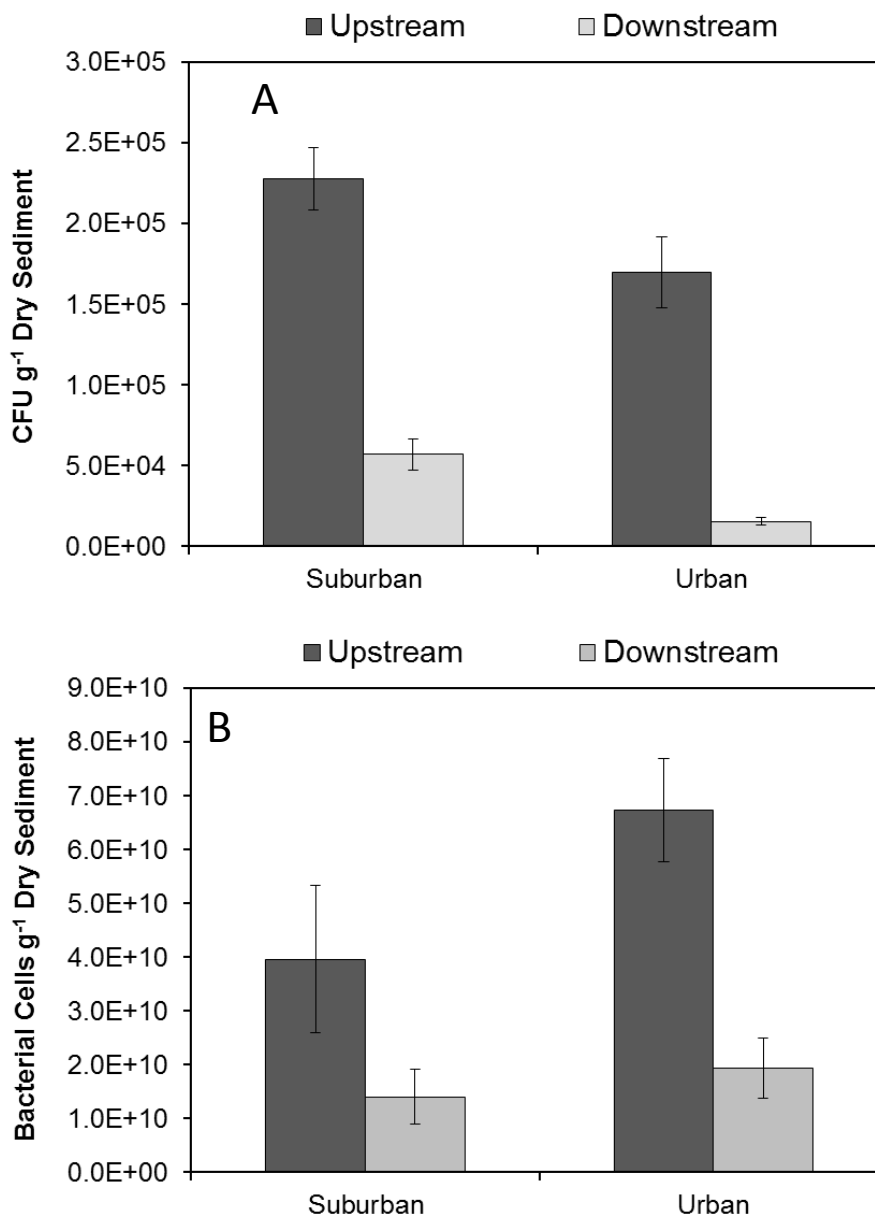 Upstream Downstream
A
CFU g-1 Dry Sediment
3.0E+05
2.5E+05
2.0E+05
1.5E+05
1.0E+05
5.0E+04
0.0E+00
Suburban Urban
Upstream Downstream
B
Bacterial Cells g-1 Dry Sediment
9.0E+10
8.0E+10
7.0E+10
6.0E+10
5.0E+10
4.0E+10
3.0E+10
2.0E+10
1.0E+10
0.0E+00
Suburban Urban